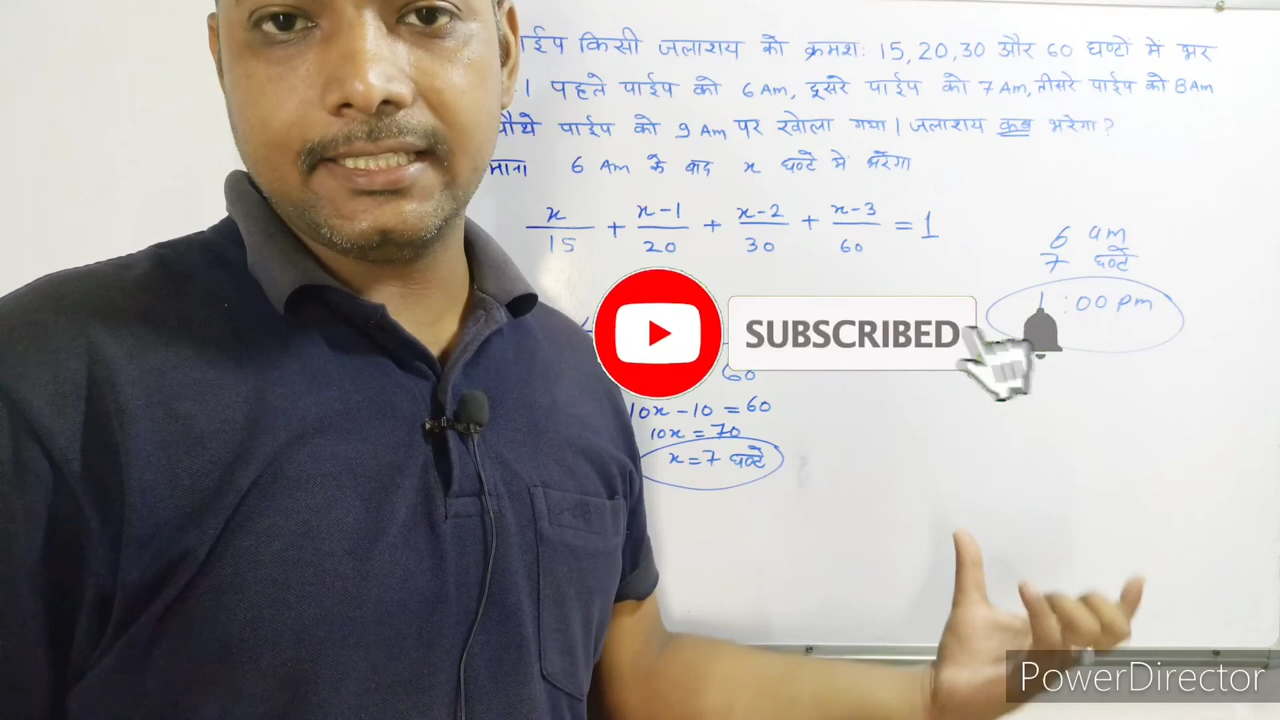 ाईप किसी जलाशय को क्रमश: 15, 20, 30 और 60 घण्टों में भर
। पहले पाईप को 6 Am, दूसरे पाईप को 7 Am, तीसरे पाईप को 8 Am
चौथे पाईप को 9 Am पर खोला गया । जलाशय कब भरेगा ?
माना 6 Am के बाद x घण्टे मे भरेगा
x/15 + x-1/20 + x-2/30 + x-3/60 = 1
6 am
7 घण्टे
1:00 pm
SUBSCRIBED
60
10x - 10 = 60
10x = 70
x = 7 घण्टे
PowerDirector